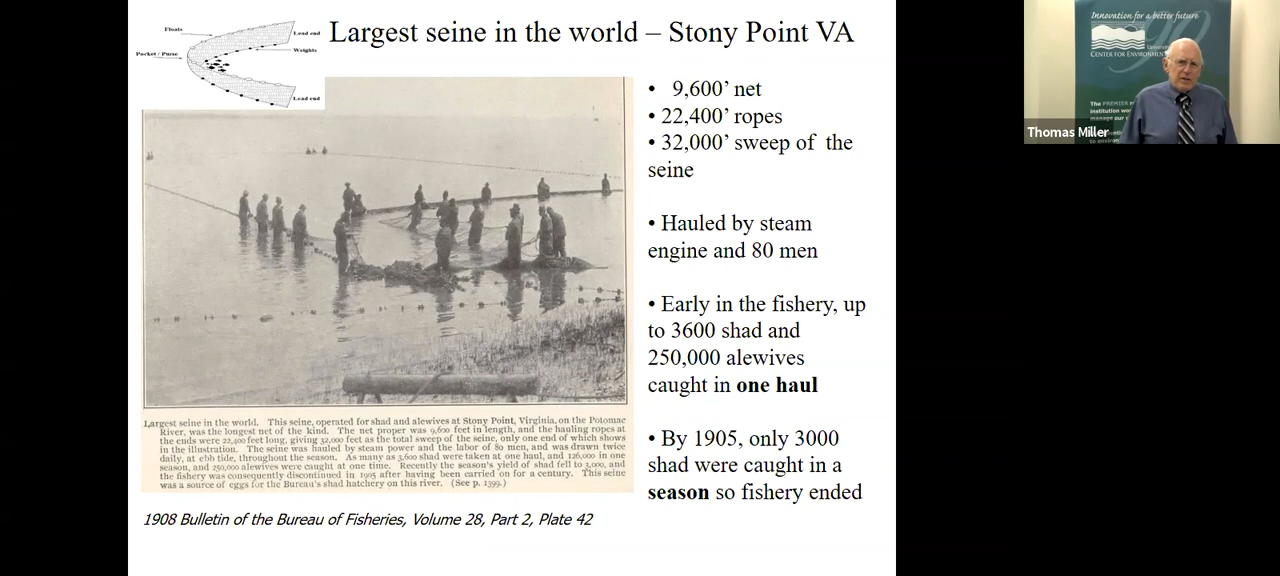 Largest seine in the world – Stony Point VA
Floats
Lead end
Weights
Pocket / Purse
Lead end
• 9,600’ net
• 22,400’ ropes
• 32,000’ sweep of the
seine
• Hauled by steam
engine and 80 men
• Early in the fishery, up
to 3600 shad and
250,000 alewives
caught in one haul
• By 1905, only 3000
shad were caught in a
season so fishery ended
Largest seine in the world. This seine, operated for shad and alewives at Stony Point, Virginia, on the Potomac
River, was the longest net of the kind. The net proper was 9,600 feet in length, and the hauling ropes at
the ends were 22,400 feet long, giving 32,000 feet as the total sweep of the seine, only one end of which shows
in the illustration. The seine was hauled by steam power and the labor of 80 men, and was drawn twice
daily, at ebb tide, throughout the season. As many as 3,600 shad were taken at one haul, and 126,000 in one
season, and 250,000 alewives were caught at one time. Recently the season's yield of shad fell to 3,000, and
the fishery was consequently discontinued in 1905 after having been carried on for a century. This seine
was a source of eggs for the Bureau's shad hatchery on this river. (See p. 1399.)
1908 Bulletin of the Bureau of Fisheries, Volume 28, Part 2, Plate 42
Innovation for a better future
CENTER FOR
The PREMIER
institution
Thomas Miller